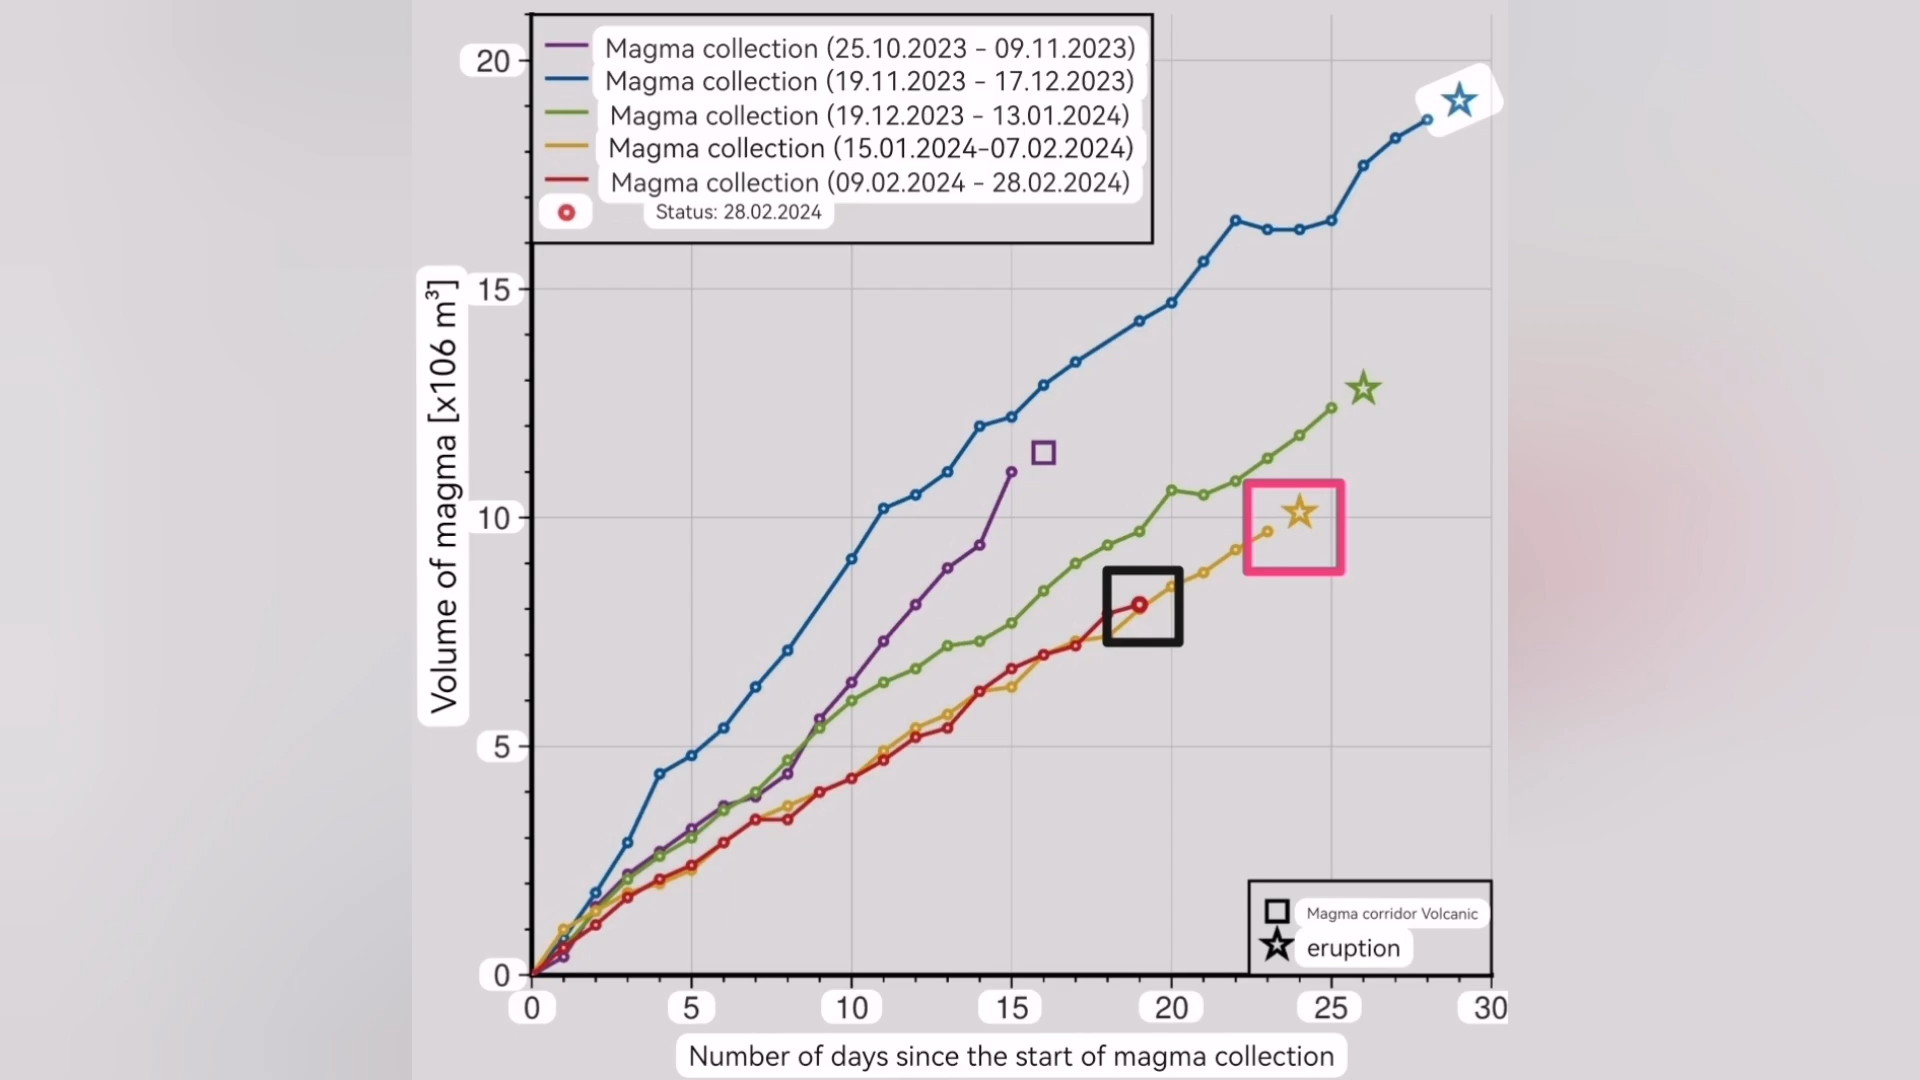 Magma collection (25.10.2023 - 09.11.2023)
Magma collection (19.11.2023 - 17.12.2023)
Magma collection (19.12.2023 - 13.01.2024)
Magma collection (15.01.2024-07.02.2024)
Magma collection (09.02.2024 - 28.02.2024)
Status: 28.02.2024
20
15
10
5
0
Volume of magma [x106 m³]
Magma corridor Volcanic
eruption
0 5 10 15 20 25 30
Number of days since the start of magma collection